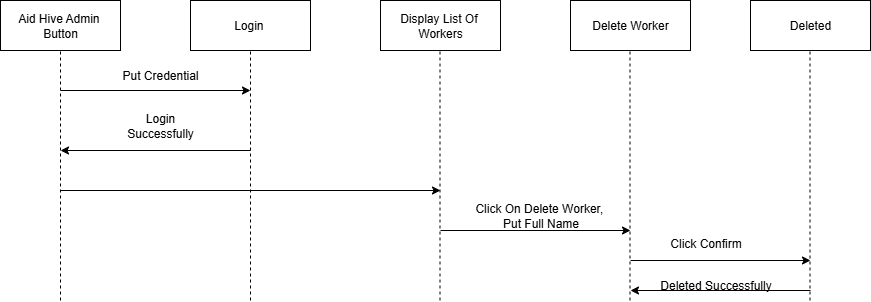 Aid Hive Admin
Button
Login
Display List Of
Workers
Delete Worker
Deleted
Put Credential
Login
Successfully
Click On Delete Worker,
Put Full Name
Click Confirm
Deleted Successfully